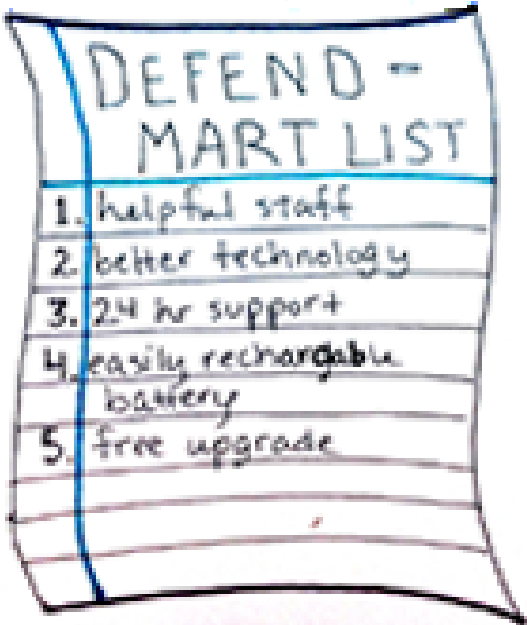 DEFEND-
MART LIST
1. helpful staff
2. better technology
3. 24 hr support
4. easily rechargable
battery
5. free upgrade